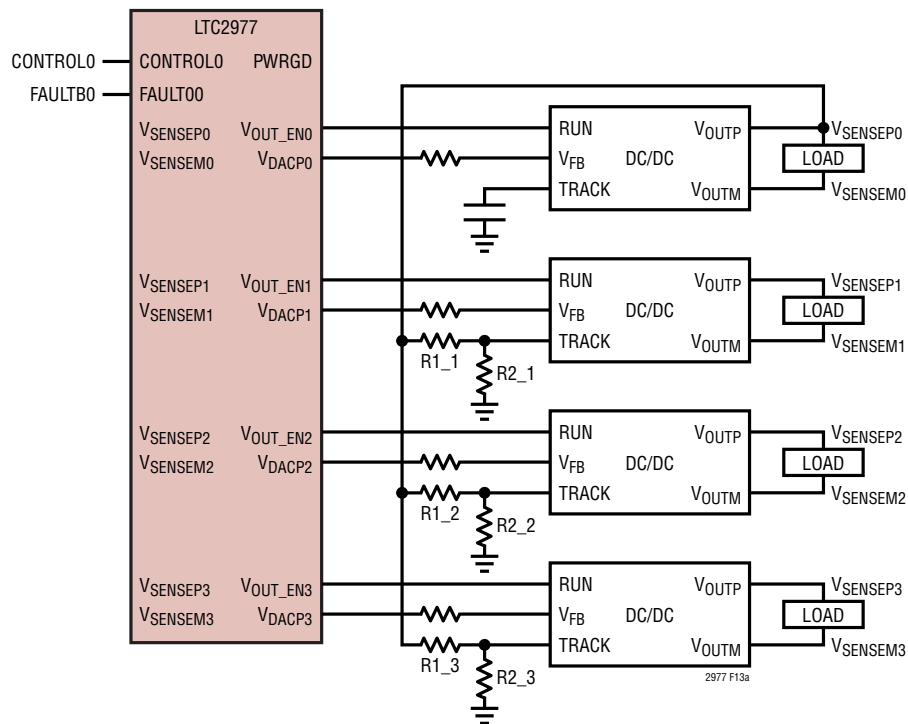 LTC2977
CONTROL0 CONTROL0 PWRGD
FAULTB0 FAULT00
VSENSEP0 VOUT_EN0 RUN VOUTP VSENSEP0
VSENSEM0 VDACP0 VFB DC/DC LOAD
TRACK VOUTM VSENSEM0
VSENSEP1 VOUT_EN1 RUN VOUTP VSENSEP1
VSENSEM1 VDACP1 VFB DC/DC LOAD
TRACK VOUTM VSENSEM1
R1_1
R2_1
VSENSEP2 VOUT_EN2 RUN VOUTP VSENSEP2
VSENSEM2 VDACP2 VFB DC/DC LOAD
TRACK VOUTM VSENSEM2
R1_2
R2_2
VSENSEP3 VOUT_EN3 RUN VOUTP VSENSEP3
VSENSEM3 VDACP3 VFB DC/DC LOAD
TRACK VOUTM VSENSEM3
R1_3
R2_3
2977 F13a